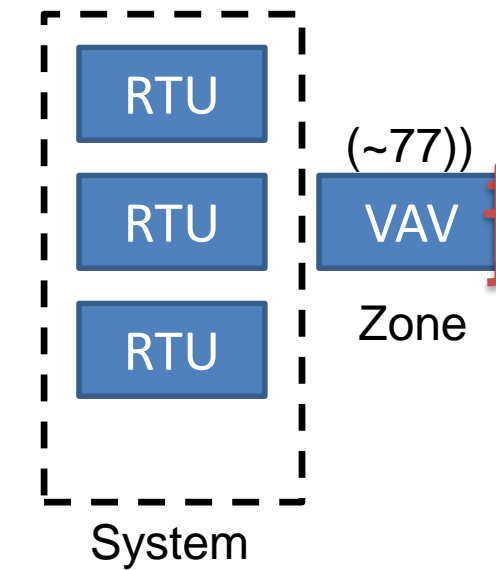 RTU
(~77))
RTU
VAV
Zone
RTU
System